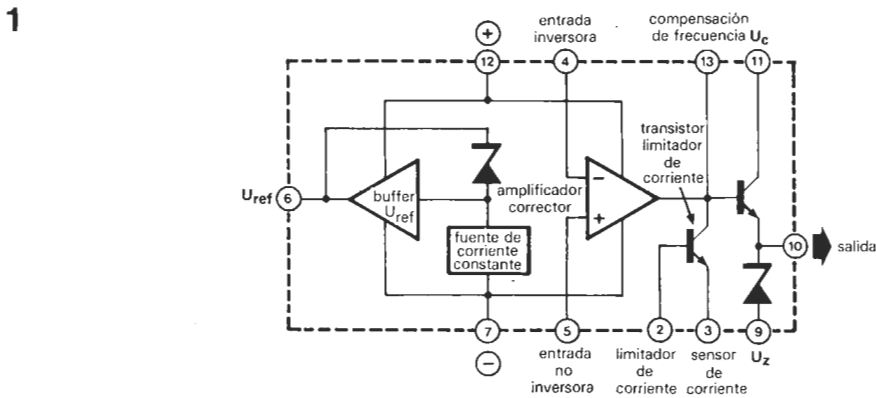 1
entrada
inversora
compensación
de frecuencia Uc
+
12
4
13
11
transistor
limitador
de
corriente
Uref 6
buffer
Uref
amplificador
corrector
−
+
fuente de
corriente
constante
10
salida
7
5
2
3
9
−
entrada
no
inversora
limitador
de
corriente
sensor
de
corriente
Uz